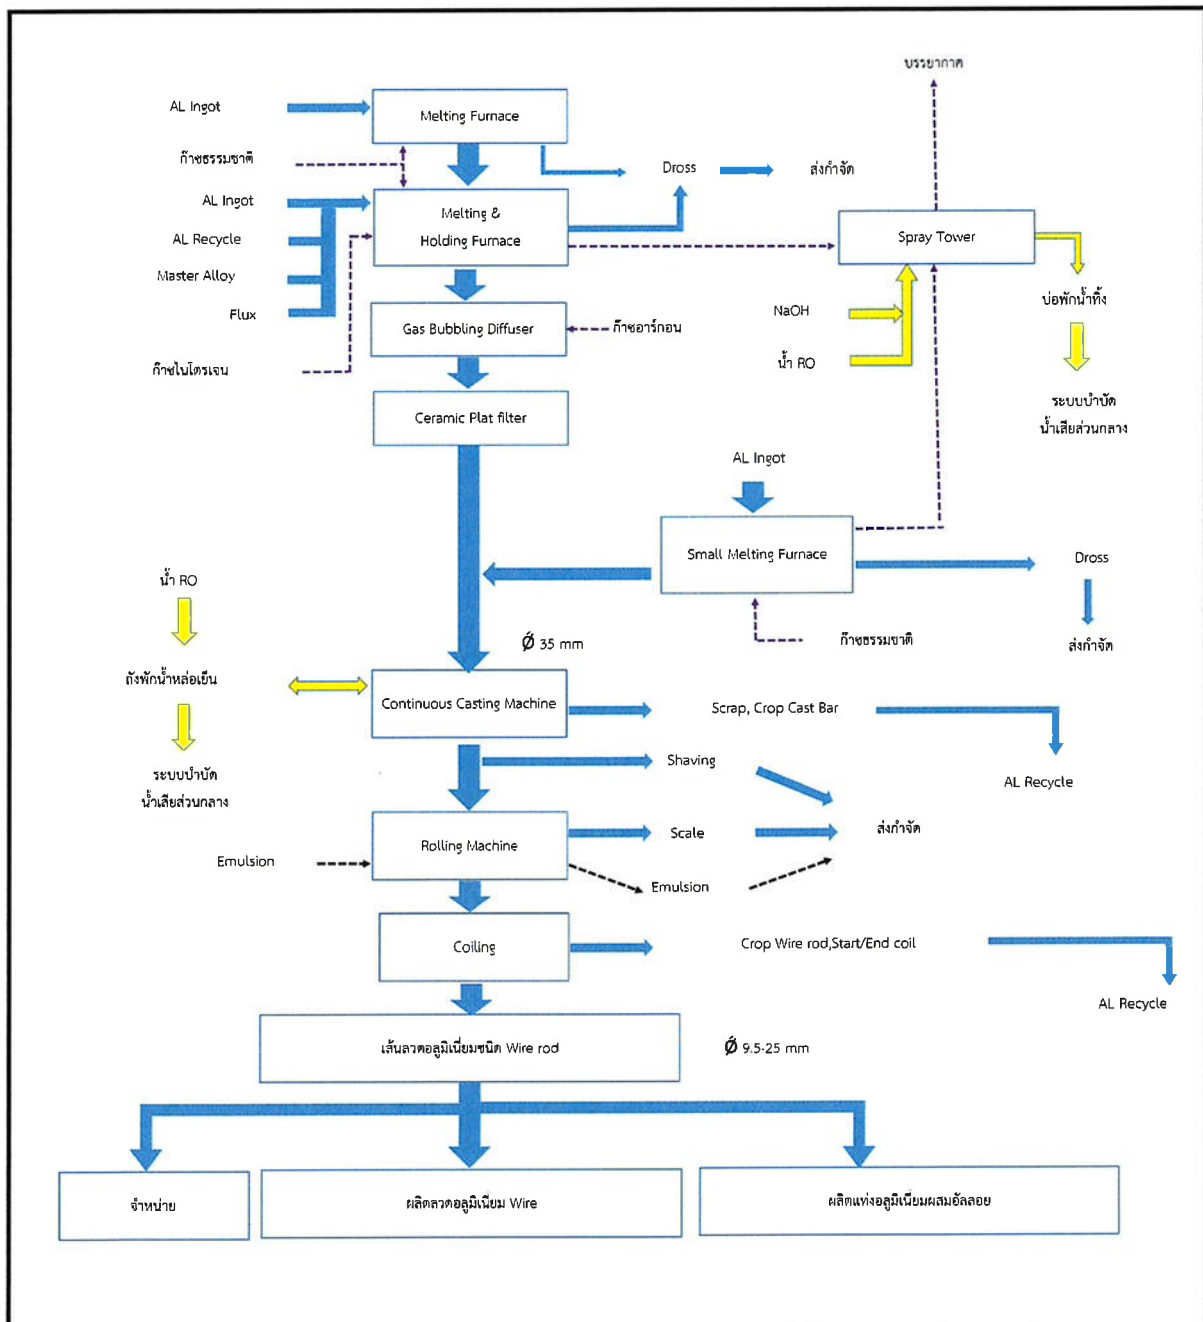 บรรยากาศ
AL Ingot
Melting Furnace
ก๊าซธรรมชาติ
Dross
ส่งกำจัด
AL Ingot
Melting &
Holding Furnace
AL Recycle
Master Alloy
Flux
Spray Tower
บ่อพักน้ำทิ้ง
NaOH
น้ำ RO
Gas Bubbling Diffuser
ก๊าซอาร์กอน
ก๊าซไนโตรเจน
ระบบบำบัด
น้ำเสียส่วนกลาง
Ceramic Plat filter
AL Ingot
Small Melting Furnace
Dross
ส่งกำจัด
ก๊าซธรรมชาติ
น้ำ RO
Ǿ 35 mm
ถังพักน้ำหล่อเย็น
Continuous Casting Machine
Scrap, Crop Cast Bar
AL Recycle
ระบบบำบัด
น้ำเสียส่วนกลาง
Shaving
Scale
ส่งกำจัด
Rolling Machine
Emulsion
Emulsion
Coiling
Crop Wire rod,Start/End coil
AL Recycle
เส้นลวดอลูมิเนี่ยมชนิด Wire rod
Ǿ 9.5-25 mm
จำหน่าย
ผลิตลวดอลูมิเนี่ยม Wire
ผลิตแท่งอลูมิเนี่ยมผสมอัลลอย